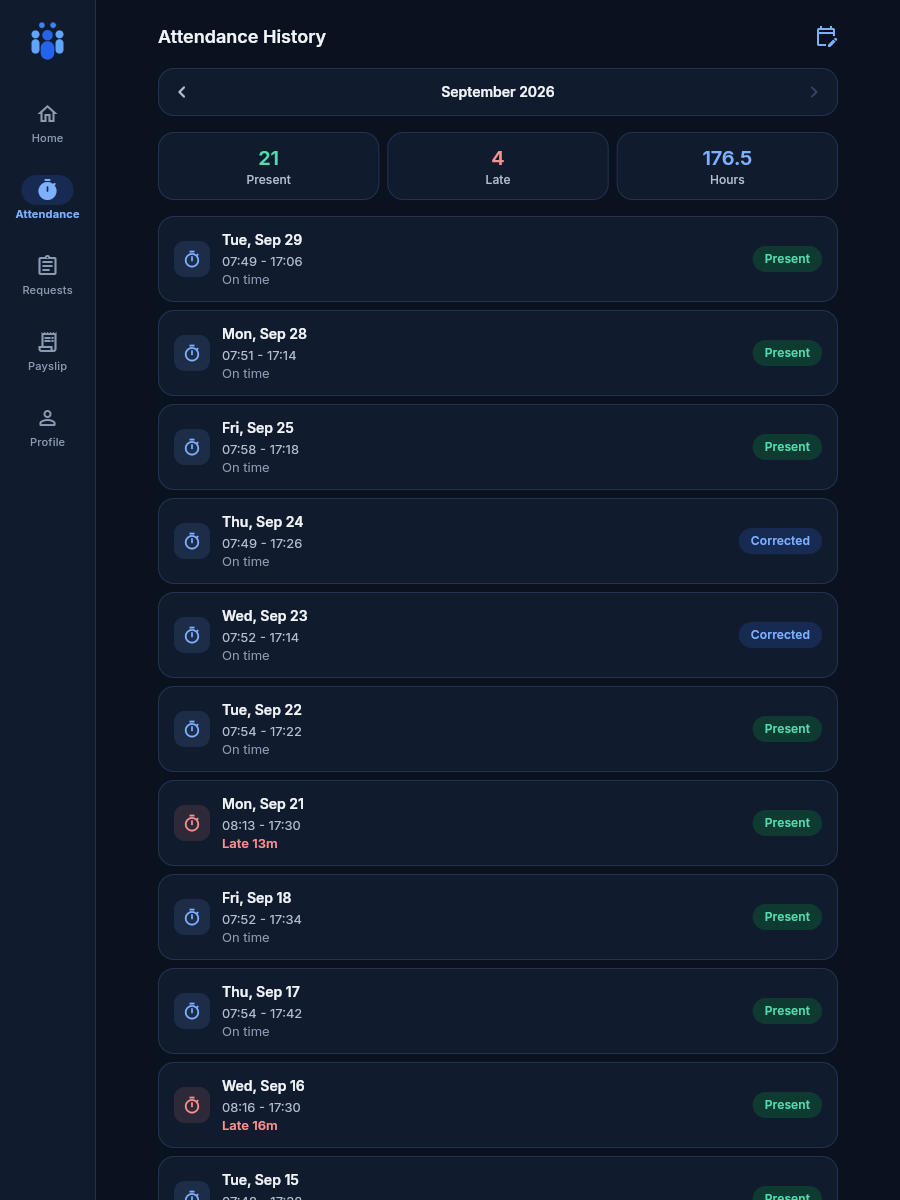 Attendance History
September 2026
21
Present
4
Late
176.5
Hours
Home
Attendance
Requests
Payslip
Profile
Tue, Sep 29
07:49 - 17:06
On time
Present
Mon, Sep 28
07:51 - 17:14
On time
Present
Fri, Sep 25
07:58 - 17:18
On time
Present
Thu, Sep 24
07:49 - 17:26
On time
Corrected
Wed, Sep 23
07:52 - 17:14
On time
Corrected
Tue, Sep 22
07:54 - 17:22
On time
Present
Mon, Sep 21
08:13 - 17:30
Late 13m
Present
Fri, Sep 18
07:52 - 17:34
On time
Present
Thu, Sep 17
07:54 - 17:42
On time
Present
Wed, Sep 16
08:16 - 17:30
Late 16m
Present
Tue, Sep 15
Present